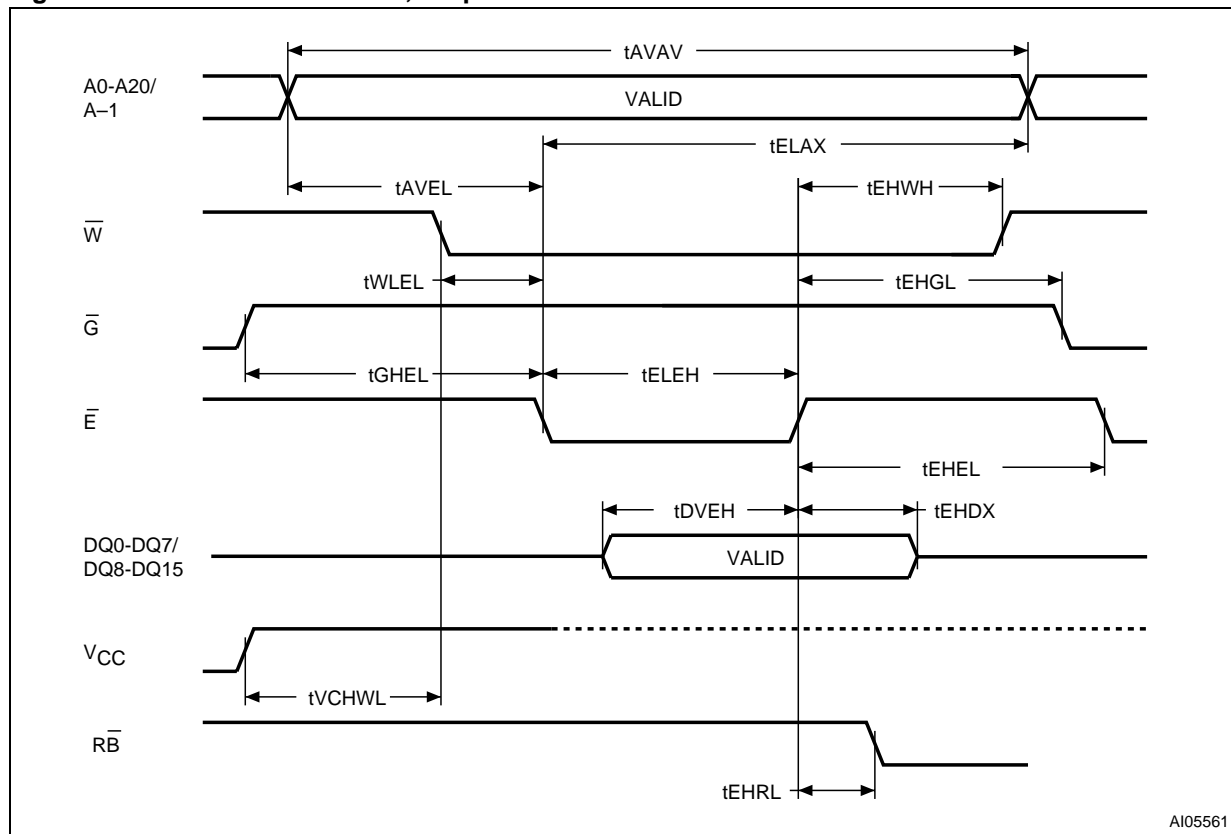 tAVAV
A0-A20/
A–1
VALID
tELAX
tAVEL
tEHWH
W̅
tWLEL
tEHGL
G̅
tGHEL
tELEH
E̅
tEHEL
tDVEH
tEHDX
DQ0-DQ7/
DQ8-DQ15
VALID
VCC
tVCHWL
RB̅
tEHRL
AI05561